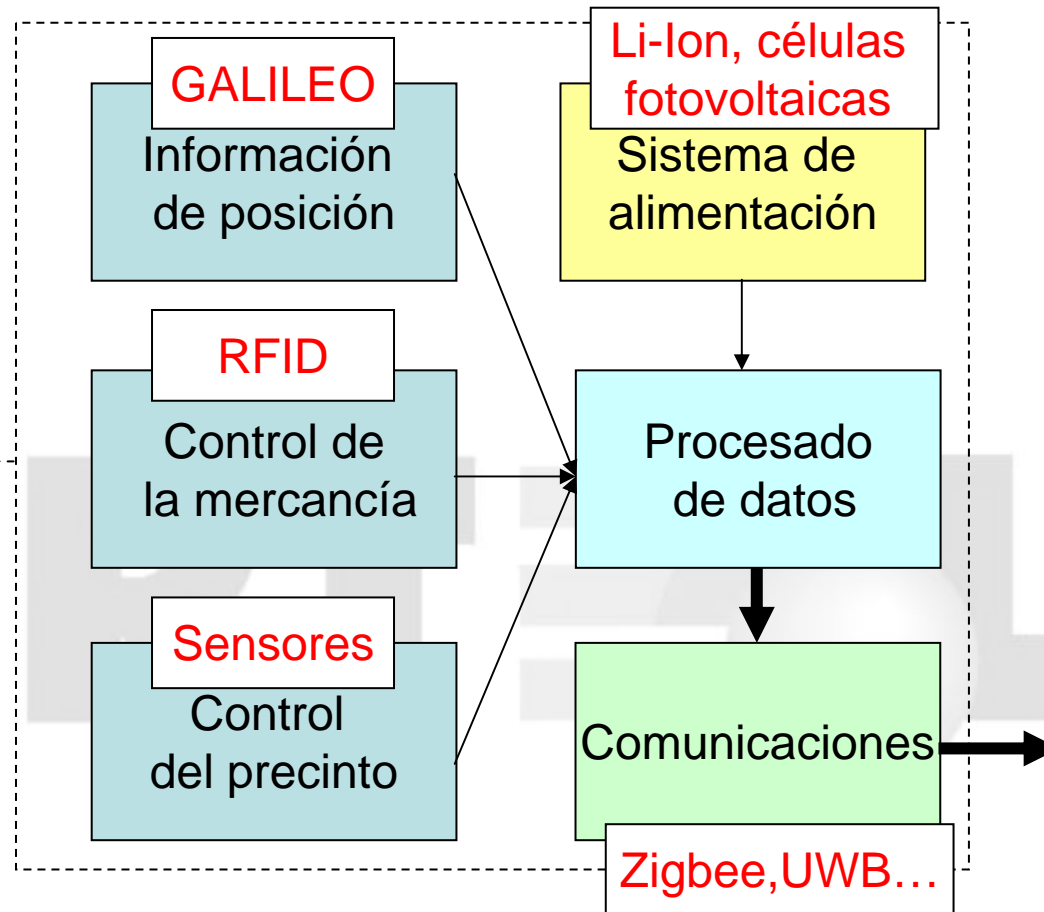 GALILEO
Información
de posición
Li-Ion, células
fotovoltaicas
Sistema de
alimentación
RFID
Control de
la mercancía
Procesado
de datos
Sensores
Control
del precinto
Comunicaciones
Zigbee,UWB…